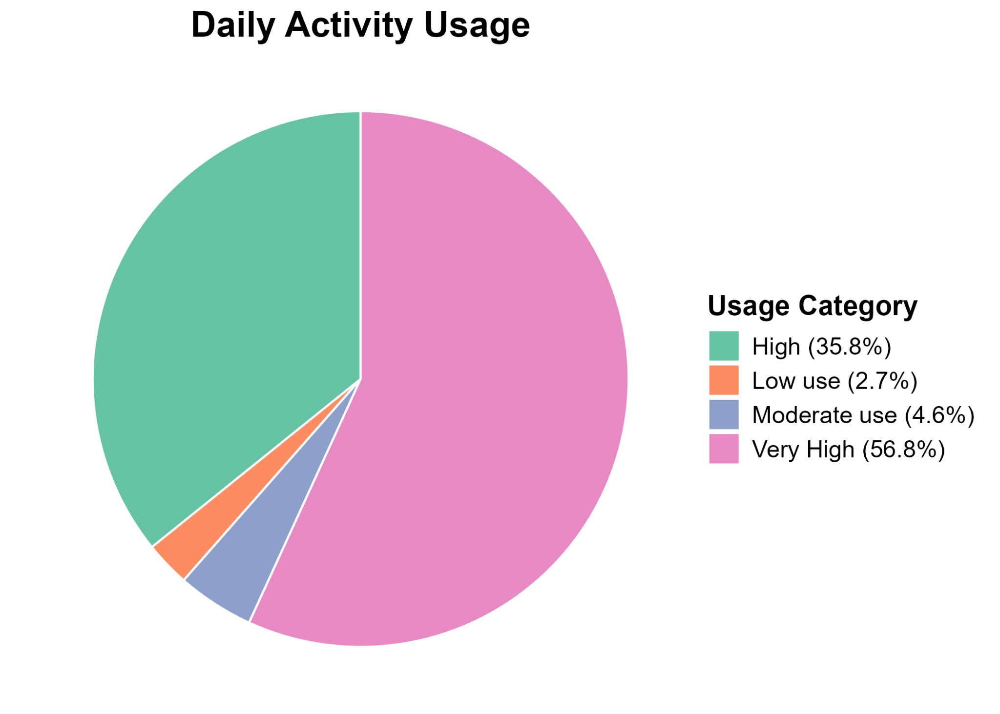 Daily Activity Usage
Usage Category
High (35.8%)
Low use (2.7%)
Moderate use (4.6%)
Very High (56.8%)